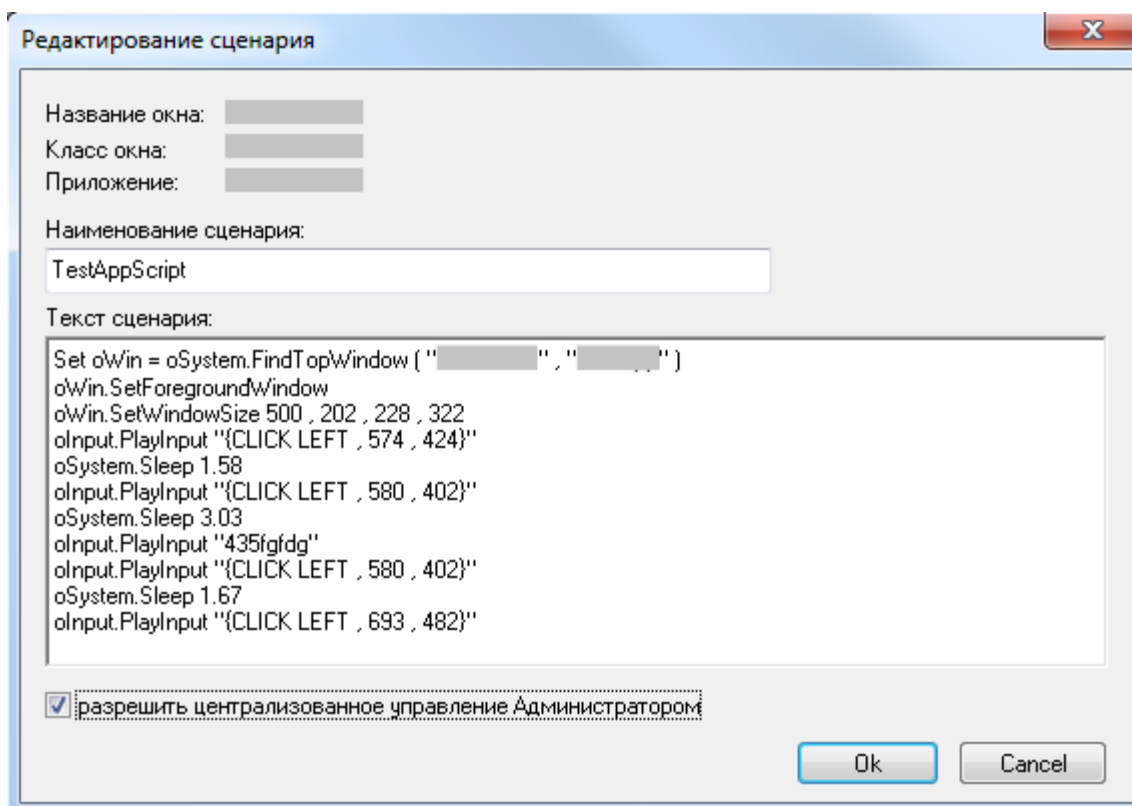 Редактирование сценария
Название окна:
Класс окна:
Приложение:
Наименование сценария:
TestAppScript
Текст сценария:
Set oWin = oSystem.FindTopWindow ( "" , "" )
oWin.SetForegroundWindow
oWin.SetWindowSize 500 , 202 , 228 , 322
oInput.PlayInput "{CLICK LEFT , 574 , 424}"
oSystem.Sleep 1.58
oInput.PlayInput "{CLICK LEFT , 580 , 402}"
oSystem.Sleep 3.03
oInput.PlayInput "435fgfdg"
oInput.PlayInput "{CLICK LEFT , 580 , 402}"
oSystem.Sleep 1.67
oInput.PlayInput "{CLICK LEFT , 693 , 482}"
разрешить централизованное управление Администратором
Ok Cancel